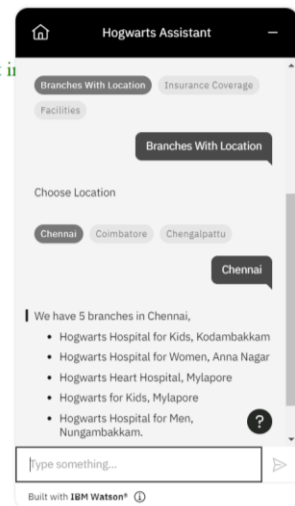 Hogwarts Assistant
Branches With Location Insurance Coverage
Facilities
Branches With Location
Choose Location
Chennai Coimbatore Chengalpattu
Chennai
We have 5 branches in Chennai,
• Hogwarts Hospital for Kids, Kodambakkam
• Hogwarts Hospital for Women, Anna Nagar
• Hogwarts Heart Hospital, Mylapore
• Hogwarts for Kids, Mylapore
• Hogwarts Hospital for Men,
Nungambakkam.
?
Type something...
Built with IBM Watson®